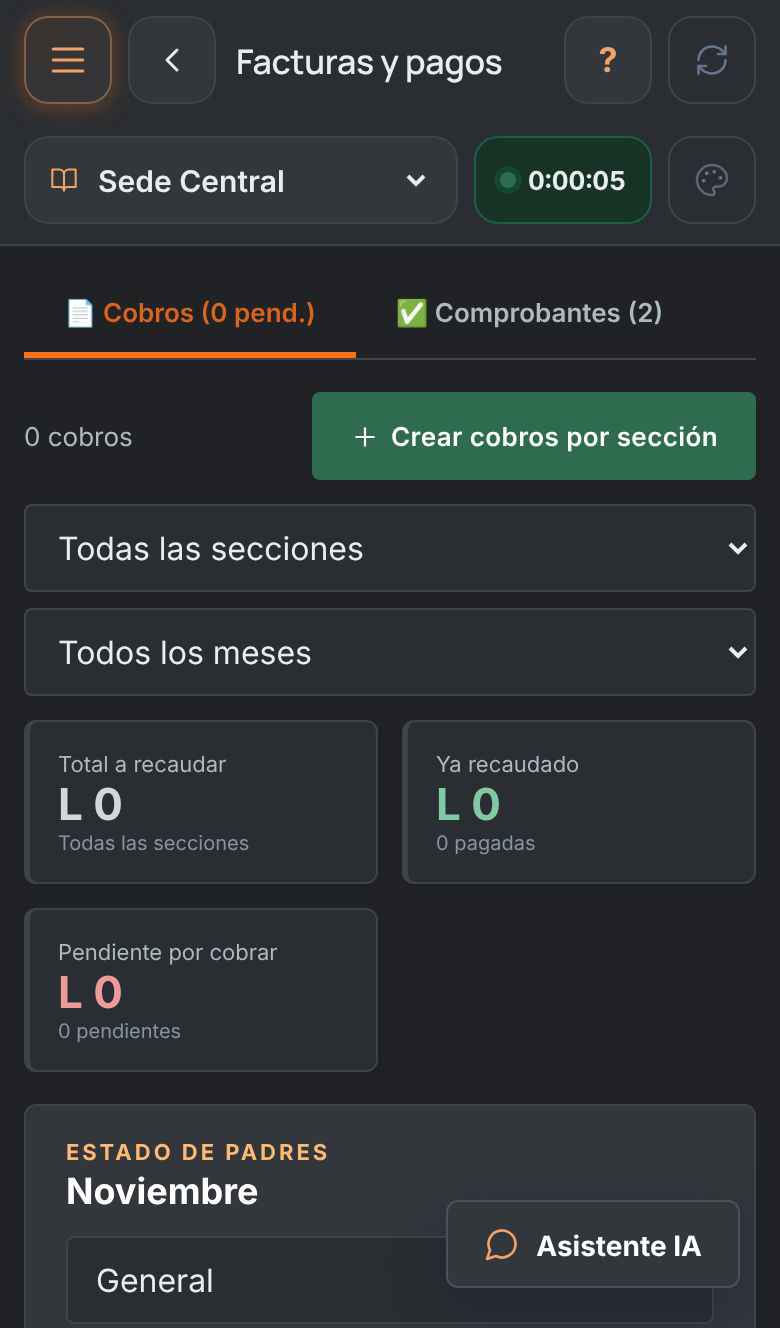 Facturas y pagos
?
Sede Central
0:00:05
Cobros (0 pend.)
Comprobantes (2)
0 cobros
+ Crear cobros por sección
Todas las secciones
Todos los meses
Total a recaudar
L 0
Todas las secciones
Ya recaudado
L 0
0 pagadas
Pendiente por cobrar
L 0
0 pendientes
ESTADO DE PADRES
Noviembre
General
Asistente IA